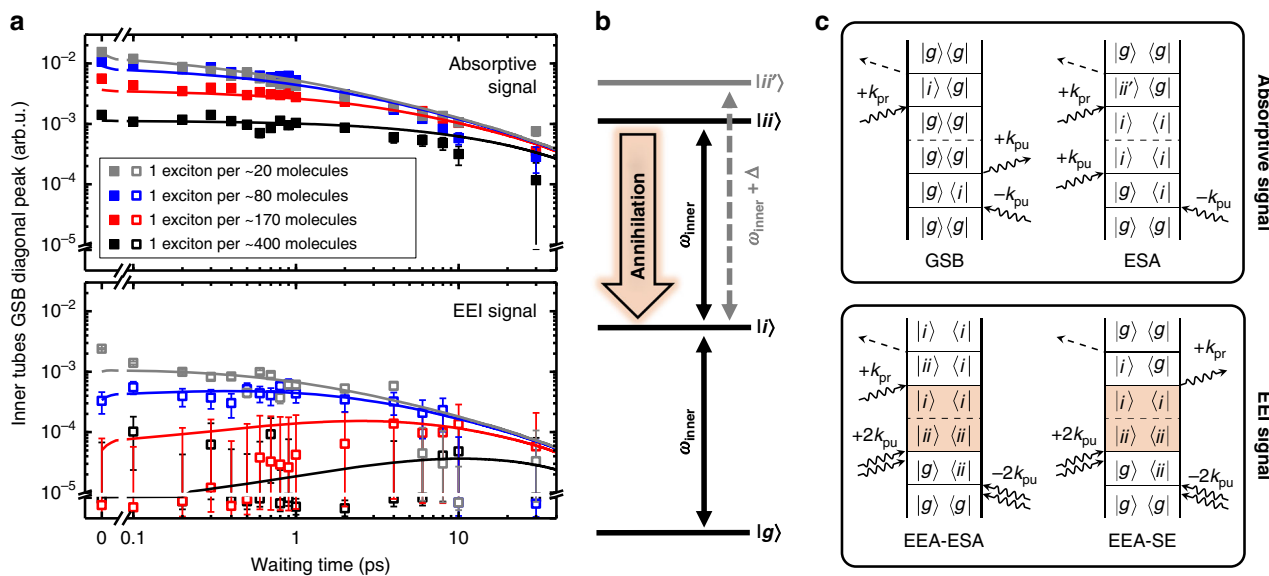 a
Inner tubes GSB diagonal peak (arb.u.)
10⁻²
10⁻³
10⁻⁴
10⁻⁵
Absorptive signal
1 exciton per ~20 molecules
1 exciton per ~80 molecules
1 exciton per ~170 molecules
1 exciton per ~400 molecules
10⁻²
10⁻³
10⁻⁴
10⁻⁵
EEI signal
0 0.1 1 10
Waiting time (ps)
b
|ii'⟩
|ii⟩
Annihilation
ω_inner
ω_inner + Δ
|i⟩
ω_inner
|g⟩
c
Absorptive signal
|g⟩ ⟨g|
|i⟩ ⟨g|
+k_pr
|g⟩ ⟨g|
|g⟩ ⟨g|
+k_pu
|g⟩ ⟨i|
−k_pu
|g⟩ ⟨g|
GSB
|g⟩ ⟨g|
|ii'⟩ ⟨g|
+k_pr
|i⟩ ⟨i|
|i⟩ ⟨i|
+k_pu
|g⟩ ⟨i|
−k_pu
|g⟩ ⟨g|
ESA
EEI signal
|i⟩ ⟨i|
|ii⟩ ⟨i|
+k_pr
|i⟩ ⟨i|
|ii⟩ ⟨ii|
+2k_pu
|g⟩ ⟨ii|
−2k_pu
|g⟩ ⟨g|
EEA-ESA
|g⟩ ⟨g|
|i⟩ ⟨g|
+k_pr
|i⟩ ⟨i|
|ii⟩ ⟨ii|
+2k_pu
|g⟩ ⟨ii|
−2k_pu
|g⟩ ⟨g|
EEA-SE